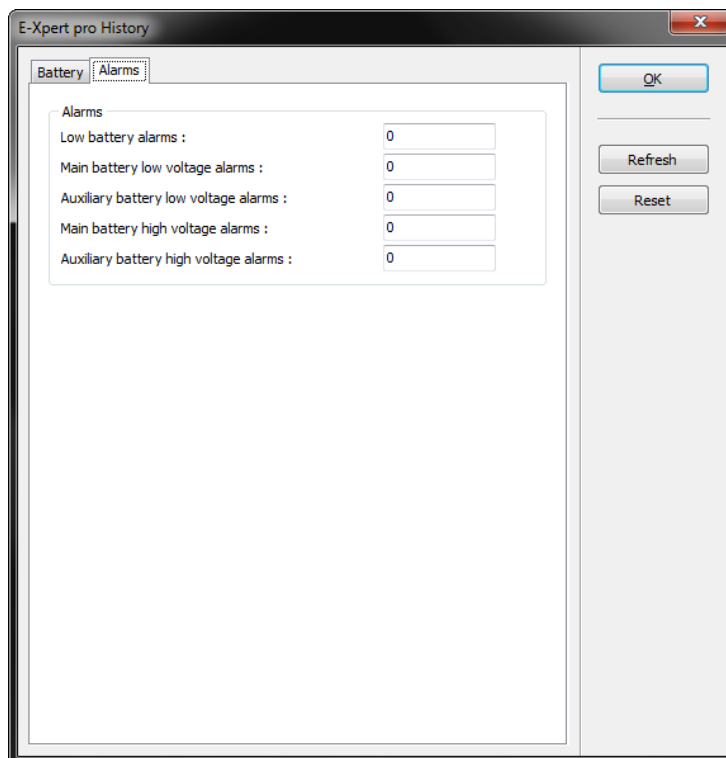 E-Xpert pro History
Battery Alarms
OK
Alarms
Low battery alarms : 0
Main battery low voltage alarms : 0
Auxiliary battery low voltage alarms : 0
Main battery high voltage alarms : 0
Auxiliary battery high voltage alarms : 0
Refresh
Reset